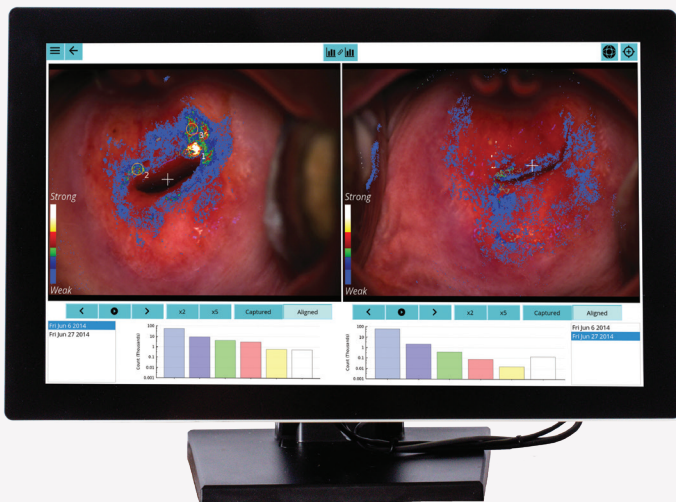 3
1
2
Strong
Weak
Strong
Weak
x2
x5
Captured
Aligned
x2
x5
Captured
Aligned
Fri Jun 6 2014
Fri Jun 27 2014
Count (Thousands)
100
10
1
0.1
0.01
0.001
Count (Thousands)
100
10
1
0.1
0.01
0.001
Fri Jun 6 2014
Fri Jun 27 2014